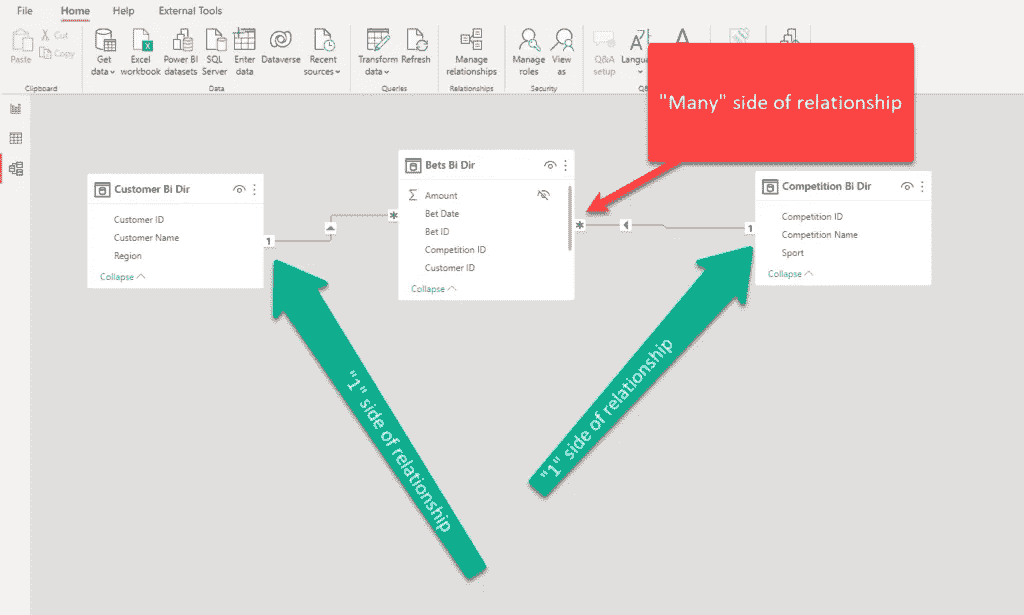 File Home Help External Tools
Paste Cut Copy
Get data Excel workbook Power BI datasets SQL Server Enter data Dataverse Recent sources
Transform data Refresh
Manage relationships
Manage roles View as
Q&A setup
Clipboard Data Queries Relationships Security
"Many" side of relationship
Customer Bi Dir
Customer ID
Customer Name
Region
Collapse
1
*
Bets Bi Dir
Σ Amount
Bet Date
Bet ID
Competition ID
Customer ID
Collapse
*
1
Competition Bi Dir
Competition ID
Competition Name
Sport
Collapse
"1" side of relationship
"1" side of relationship